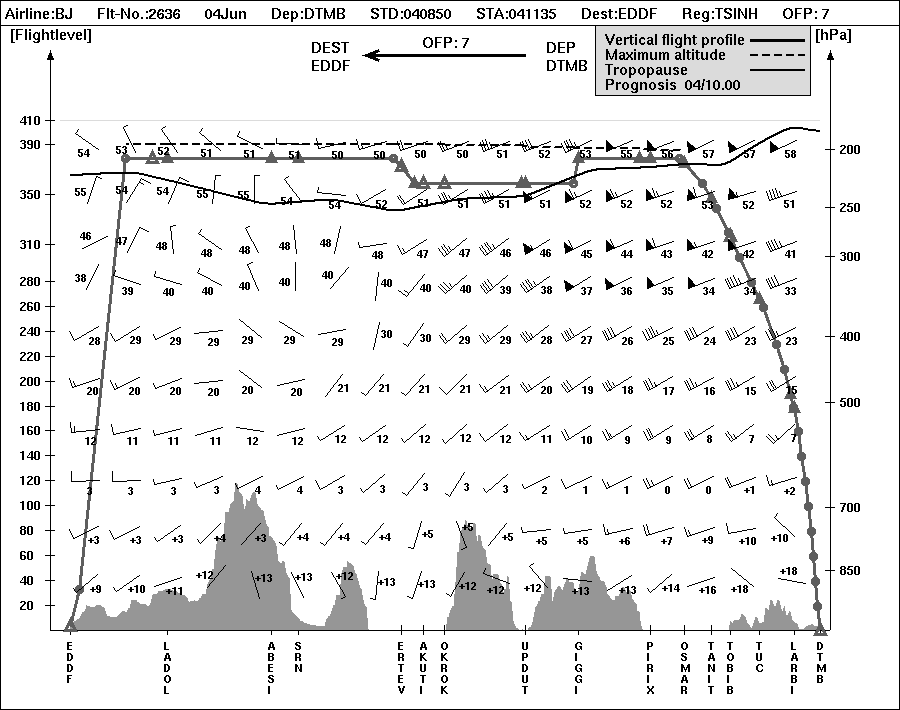 Airline:BJ Flt-No.:2636 04Jun Dep:DTMB STD:040850 STA:041135 Dest:EDDF Reg:TSINH OFP: 7
[Flightlevel] DEST EDDF OFP: 7 DEP DTMB [hPa]
Vertical flight profile
Maximum altitude
Tropopause
Prognosis 04/10.00
410
390 54 53 52 51 51 51 50 50 50 50 51 52 53 55 56 57 57 58 200
350 55 54 54 55 55 54 54 52 51 51 51 51 52 52 52 53 52 51 250
310 46 47 48 48 48 48 48 48 47 47 46 46 45 44 43 42 42 41 300
280 38 39 40 40 40 40 40 40 40 40 39 38 37 36 35 34 34 33
260
240 28 29 29 29 29 29 29 30 30 29 29 28 27 26 25 24 23 23 400
220
200 20 20 20 20 20 20 21 21 21 21 21 20 19 18 17 16 15 15
180 500
160 12 11 11 11 12 12 12 12 12 12 12 11 10 9 9 8 7 7
140
120 3 3 3 3 4 4 3 3 3 3 3 2 1 1 0 0 +1 +2
100 700
80 +3 +3 +3 +4 +3 +4 +4 +4 +5 +5 +5 +5 +5 +6 +7 +9 +10 +10
60
40 +9 +10 +11 +12 +13 +13 +12 +13 +13 +12 +12 +12 +13 +13 +14 +16 +18 +18 850
20
EDDF LADOL ABESI SRN ERTEV AKUTI OKROK UPDUT GIGGI PIRIX OSMAR TANIT TOBIB TUC LARBI DTMB